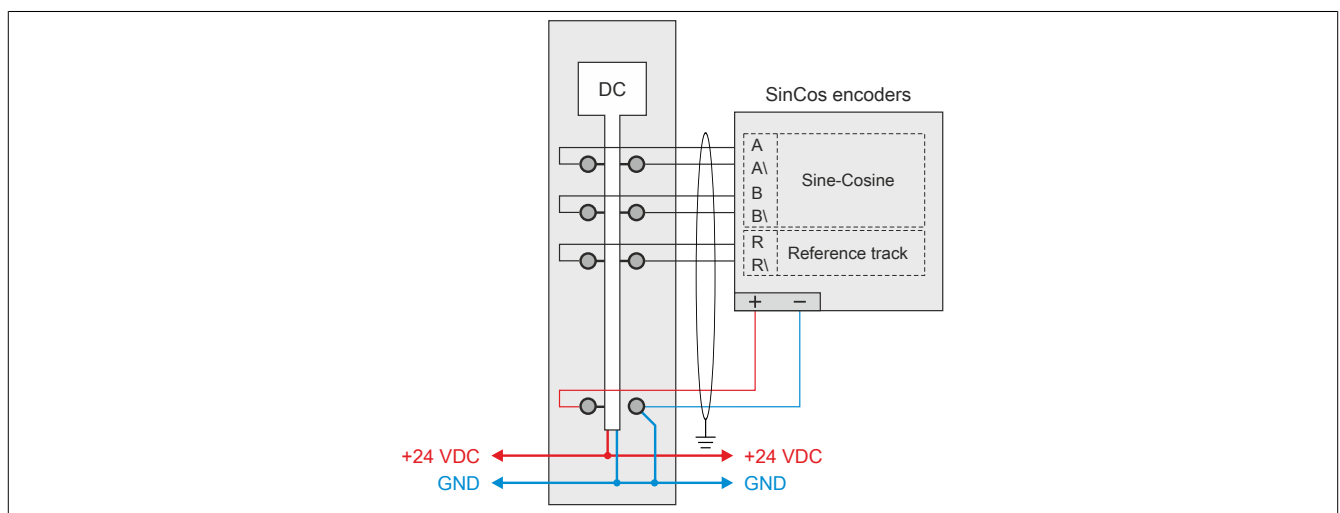 DC
SinCos encoders
A
A\
B
B\
Sine-Cosine
R
R\
Reference track
+ −
+24 VDC +24 VDC
GND GND